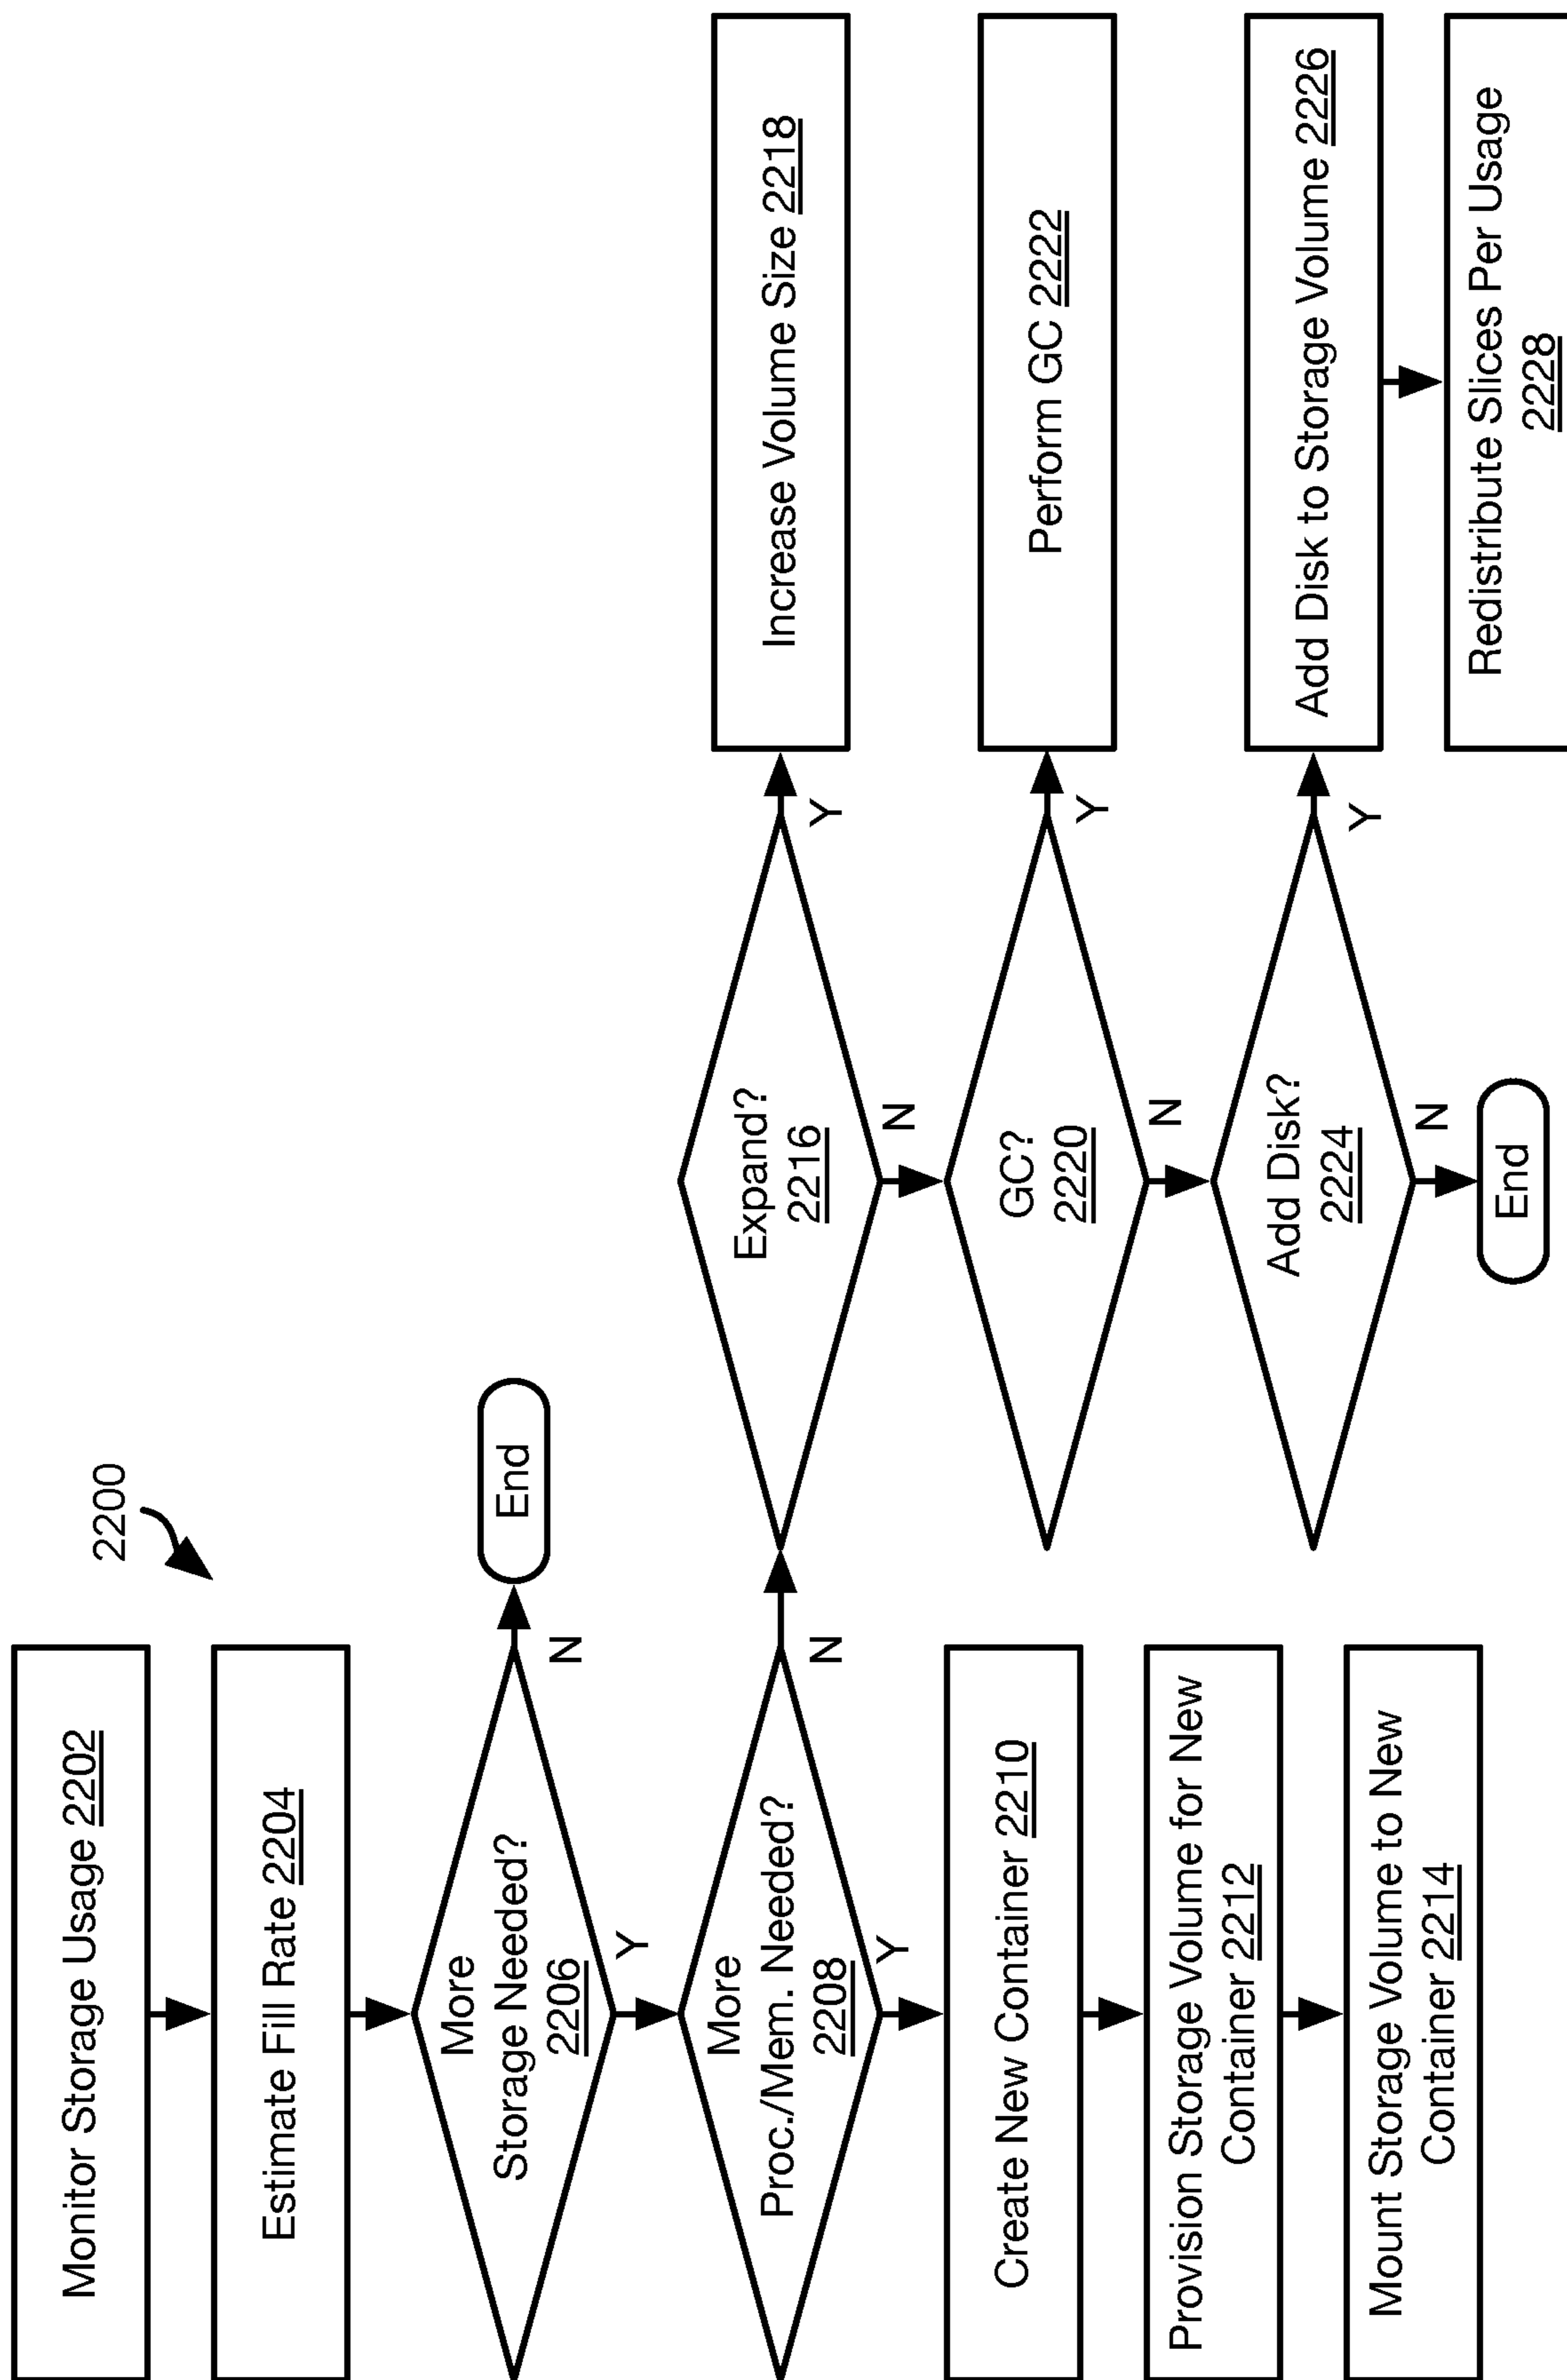 2200
Monitor Storage Usage 2202
Estimate Fill Rate 2204
More
Storage Needed?
2206
N
End
Y
More
Proc./Mem. Needed?
2208
N
Y
Create New Container 2210
Provision Storage Volume for New
Container 2212
Mount Storage Volume to New
Container 2214
Expand?
2216
Y
Increase Volume Size 2218
N
GC?
2220
Y
Perform GC 2222
N
Add Disk?
2224
Y
Add Disk to Storage Volume 2226
N
End
Redistribute Slices Per Usage
2228